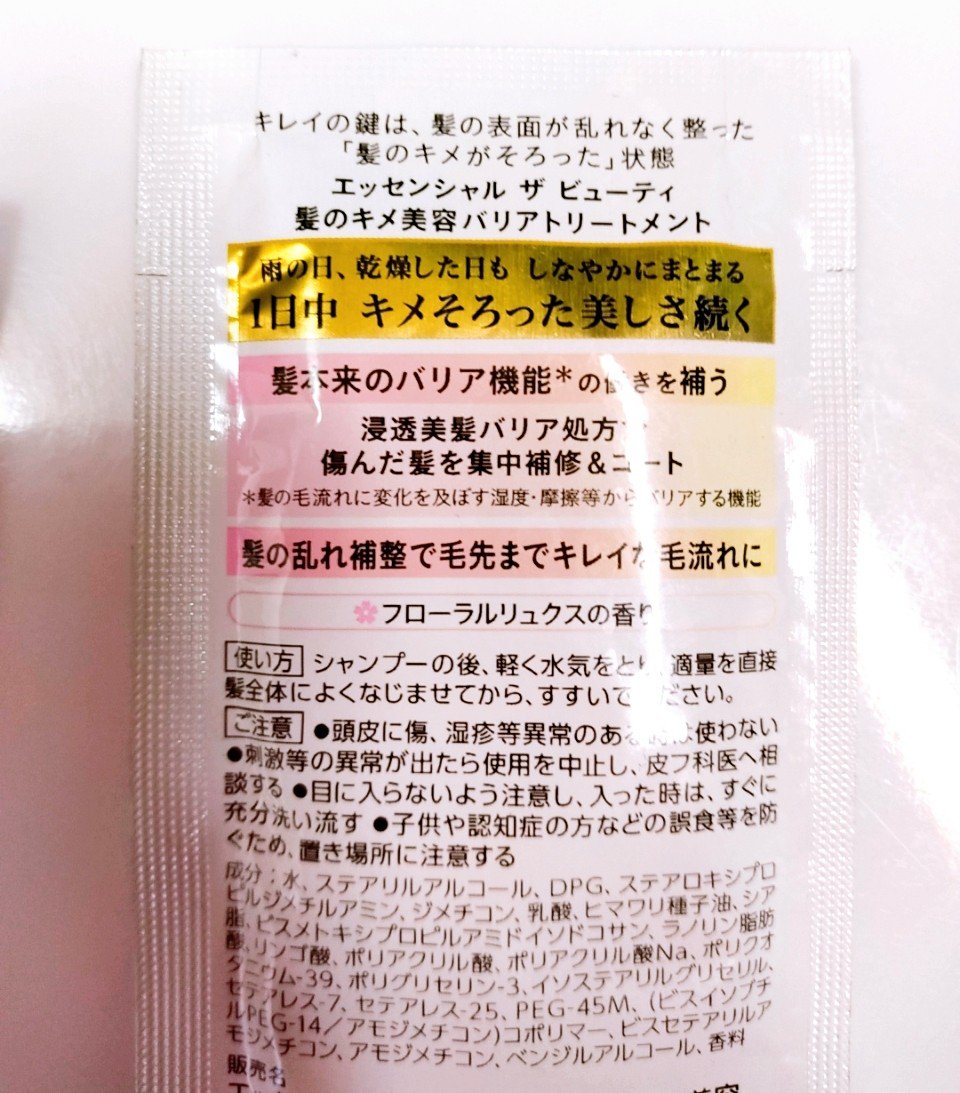 キレイの鍵は、髪の表面が乱れなく整った
「髪のキメがそろった」状態
エッセンシャル ザ ビューティ
髪のキメ美容バリアトリートメント
雨の日、乾燥した日も しなやかにまとまる
1日中 キメそろった美しさ続く
髪本来のバリア機能*の働きを補う
浸透美髪バリア処方
傷んだ髪を集中補修&コート
*髪の毛流れに変化を及ぼす湿度・摩擦等からバリアする機能
髪の乱れ補整で毛先までキレイな毛流れに
フローラルリュクスの香り
使い方 シャンプーの後、軽く水気をとり、適量を直接
髪全体によくなじませてから、すすいでください。
ご注意 ●頭皮に傷、湿疹等異常のある時は使わない
●刺激等の異常が出たら使用を中止し、皮フ科医へ相
談する ●目に入らないよう注意し、入った時は、すぐに
充分洗い流す ●子供や認知症の方などの誤食等を防
ぐため、置き場所に注意する
成分:水、ステアリルアルコール、DPG、ステアロキシプロ
ピルジメチルアミン、ジメチコン、乳酸、ヒマワリ種子油、シア
脂、ビスメトキシプロピルアミドイソドコサン、ラノリン脂肪
酸、リンゴ酸、ポリアクリル酸、ポリアクリル酸Na、ポリクオ
タニウム-39、ポリグリセリン-3、イソステアリルグリセリル、
セテアレス-7、セテアレス-25、PEG-45M、(ビスイソブチ
ルPEG-14/アモジメチコン)コポリマー、ビスセテアリルア
モジメチコン、アモジメチコン、ベンジルアルコール、香料
販売名